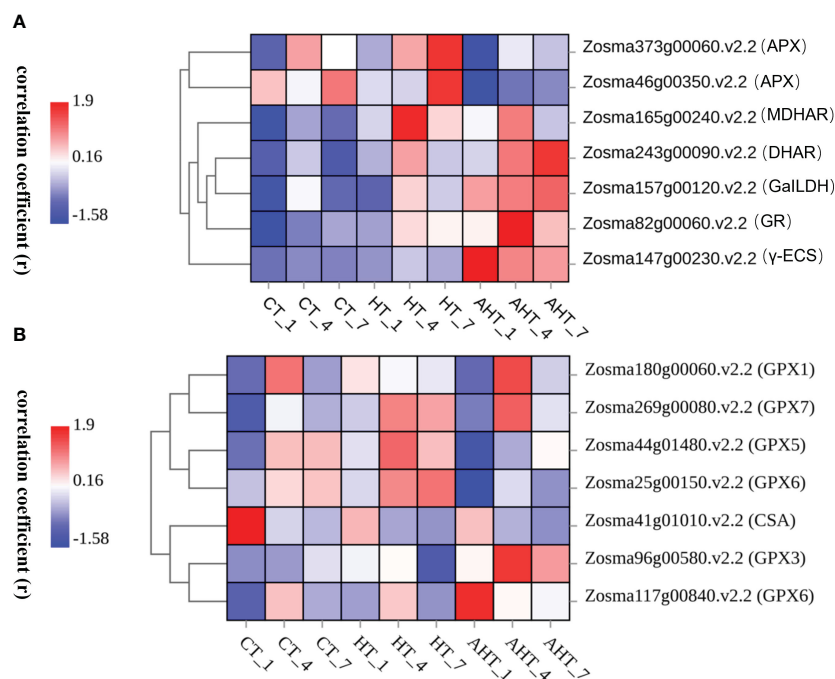 A
correlation coefficient (r)
1.9
0.16
-1.58
Zosma373g00060.v2.2 (APX)
Zosma46g00350.v2.2 (APX)
Zosma165g00240.v2.2 (MDHAR)
Zosma243g00090.v2.2 (DHAR)
Zosma157g00120.v2.2 (GalLDH)
Zosma82g00060.v2.2 (GR)
Zosma147g00230.v2.2 (γ-ECS)
CT_1 CT_4 CT_7 HT_1 HT_4 HT_7 AHT_1 AHT_4 AHT_7
B
correlation coefficient (r)
1.9
0.16
-1.58
Zosma180g00060.v2.2 (GPX1)
Zosma269g00080.v2.2 (GPX7)
Zosma44g01480.v2.2 (GPX5)
Zosma25g00150.v2.2 (GPX6)
Zosma41g01010.v2.2 (CSA)
Zosma96g00580.v2.2 (GPX3)
Zosma117g00840.v2.2 (GPX6)
CT_1 CT_4 CT_7 HT_1 HT_4 HT_7 AHT_1 AHT_4 AHT_7